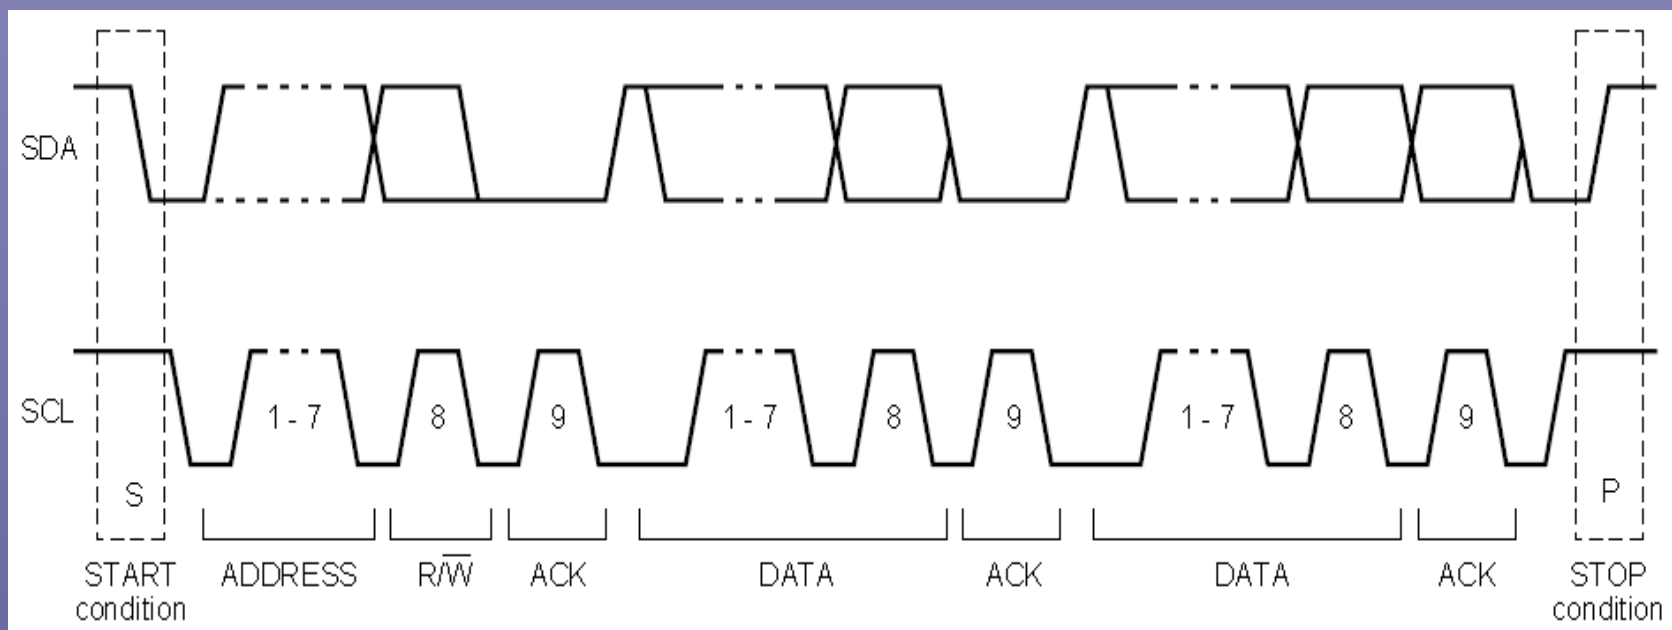 SDA
SCL
1 - 7
8
9
1 - 7
8
9
1 - 7
8
9
S
P
START
condition
ADDRESS
R/W̅
ACK
DATA
ACK
DATA
ACK
STOP
condition